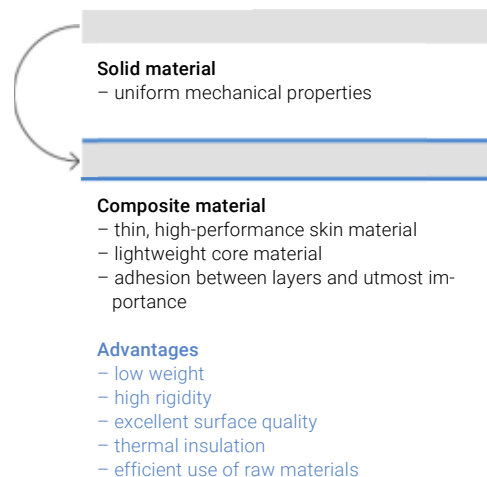 Solid material
– uniform mechanical properties
Composite material
– thin, high-performance skin material
– lightweight core material
– adhesion between layers and utmost im-
portance
Advantages
– low weight
– high rigidity
– excellent surface quality
– thermal insulation
– efficient use of raw materials